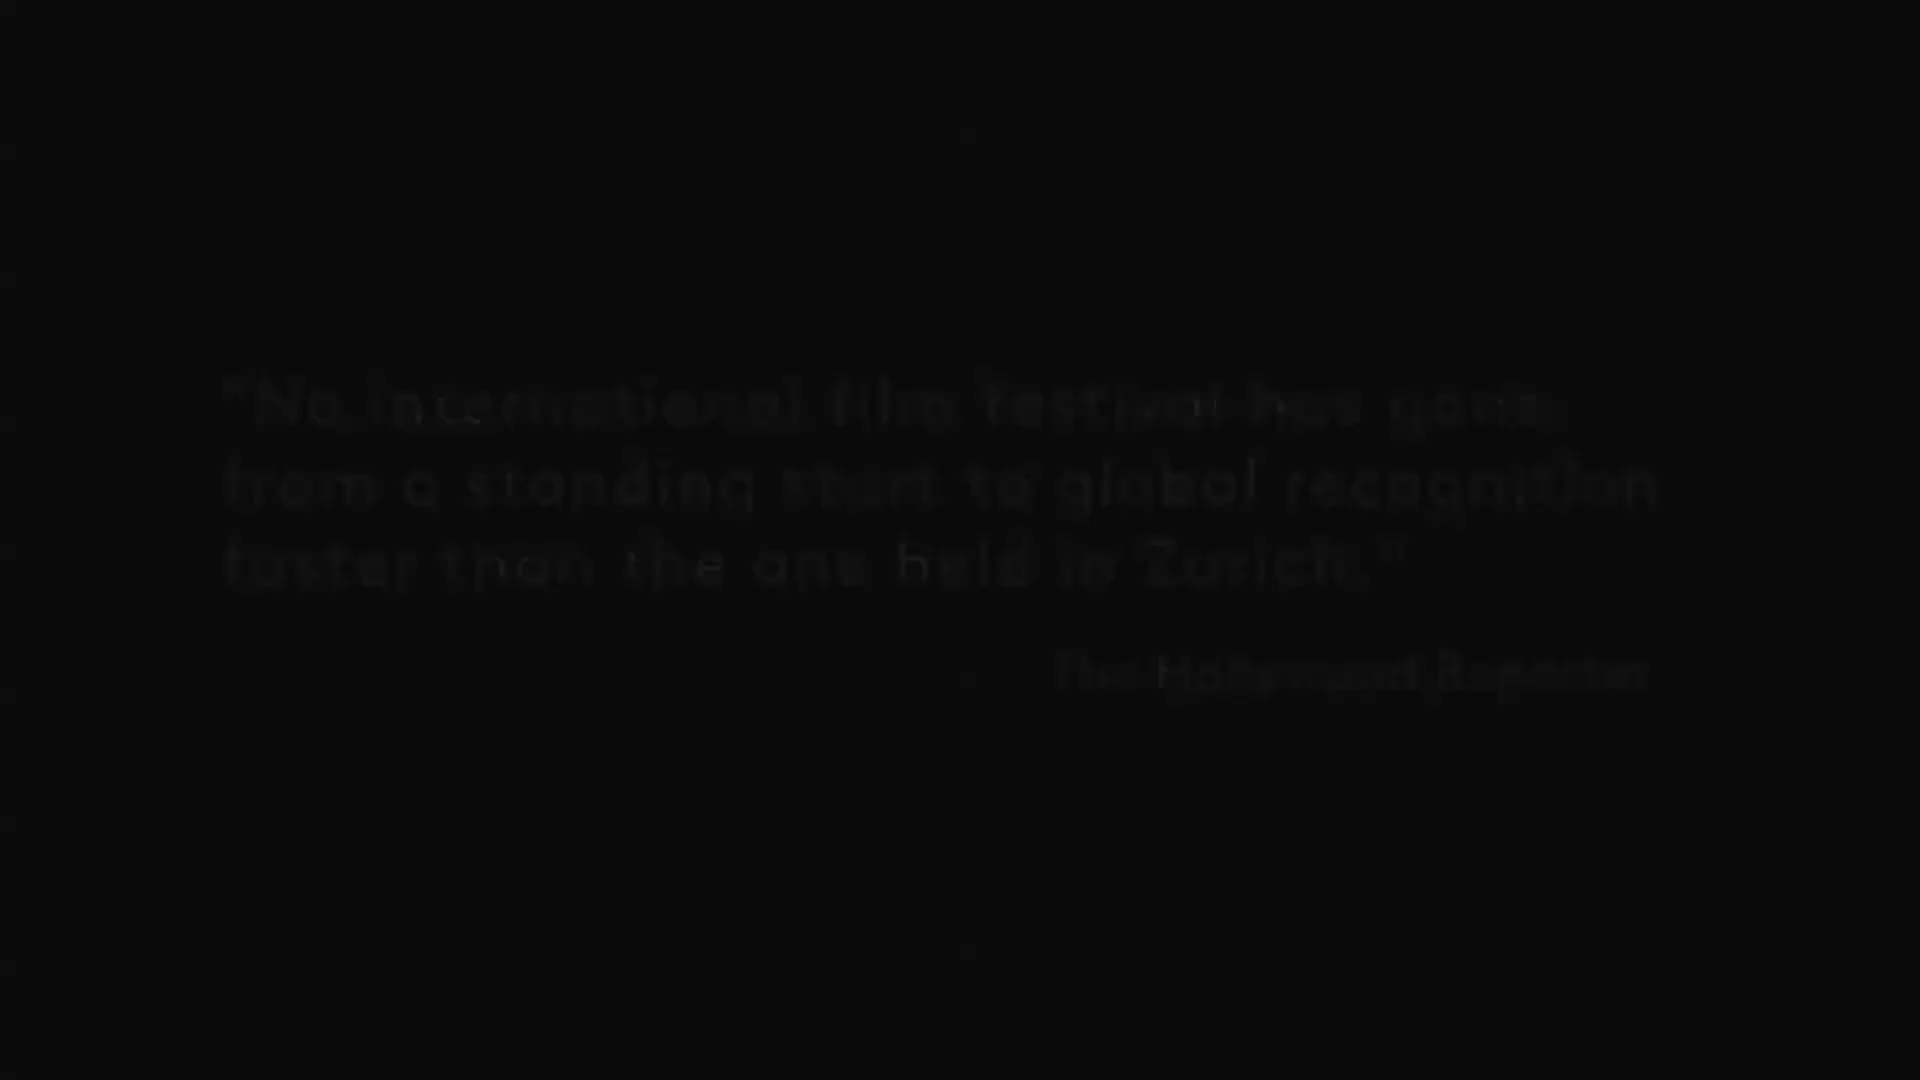 "No international film festival has gone
from a standing start to global recognition
faster than the one held in Zurich."
The Hollywood Reporter